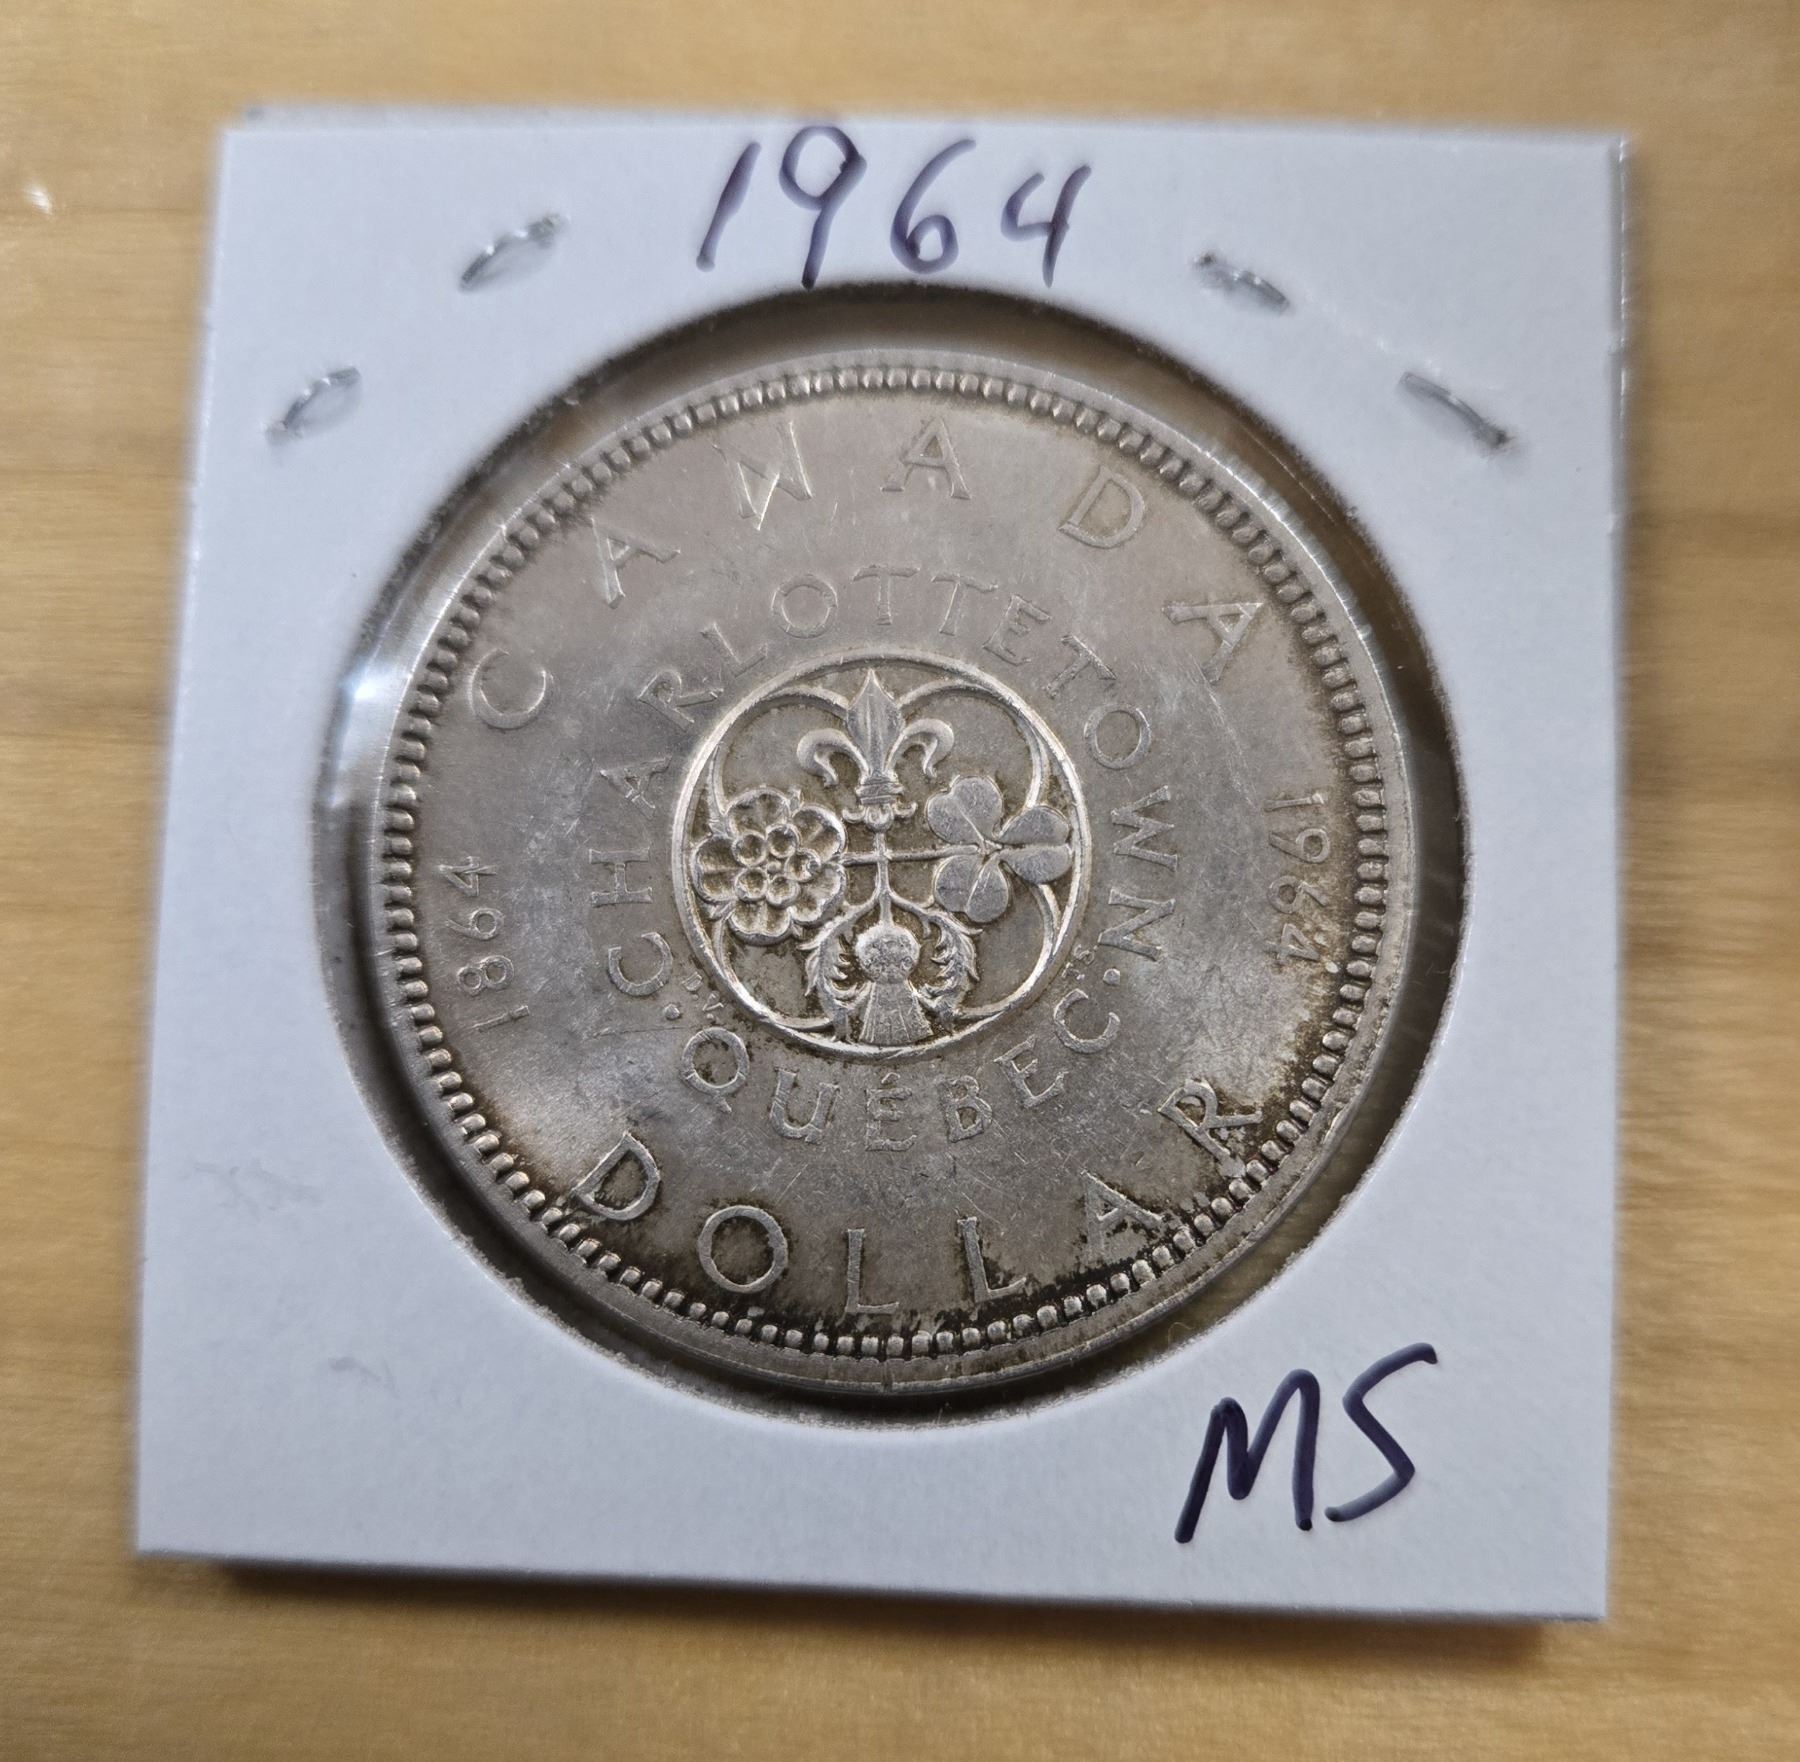 1964
CANADA
CHARLOTTETOWN
1864
1964
D.V.
T.S.
QUÉBEC
DOLLAR
MS